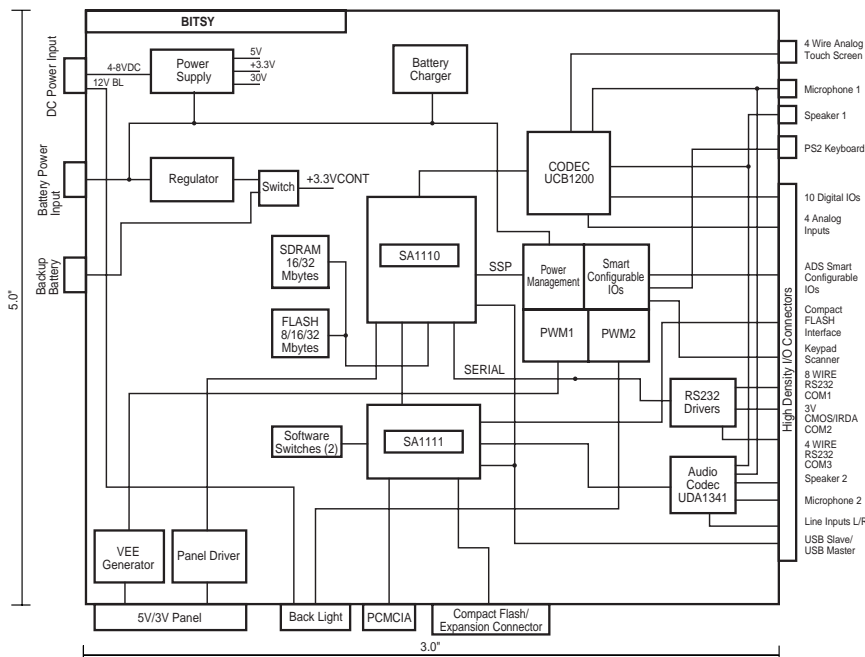 BITSY
DC Power Input
4-8VDC
12V BL
Power
Supply
5V
+3.3V
30V
Battery
Charger
4 Wire Analog
Touch Screen
Microphone 1
Speaker 1
PS2 Keyboard
CODEC
UCB1200
Battery Power
Input
Regulator
Switch
+3.3VCONT
10 Digital IOs
4 Analog
Inputs
Backup
Battery
SDRAM
16/32
Mbytes
SA1110
SSP
Power
Management
Smart
Configurable
IOs
ADS Smart
Configurable
IOs
5.0"
FLASH
8/16/32
Mbytes
PWM1
PWM2
Compact
FLASH
Interface
Keypad
Scanner
High Density I/O Connectors
SERIAL
RS232
Drivers
8 WIRE
RS232
COM1
3V
CMOS/IRDA
COM2
4 WIRE
RS232
COM3
Software
Switches (2)
SA1111
Audio
Codec
UDA1341
Speaker 2
Microphone 2
Line Inputs L/R
USB Slave/
USB Master
VEE
Generator
Panel Driver
5V/3V Panel
Back Light
PCMCIA
Compact Flash/
Expansion Connector
3.0"